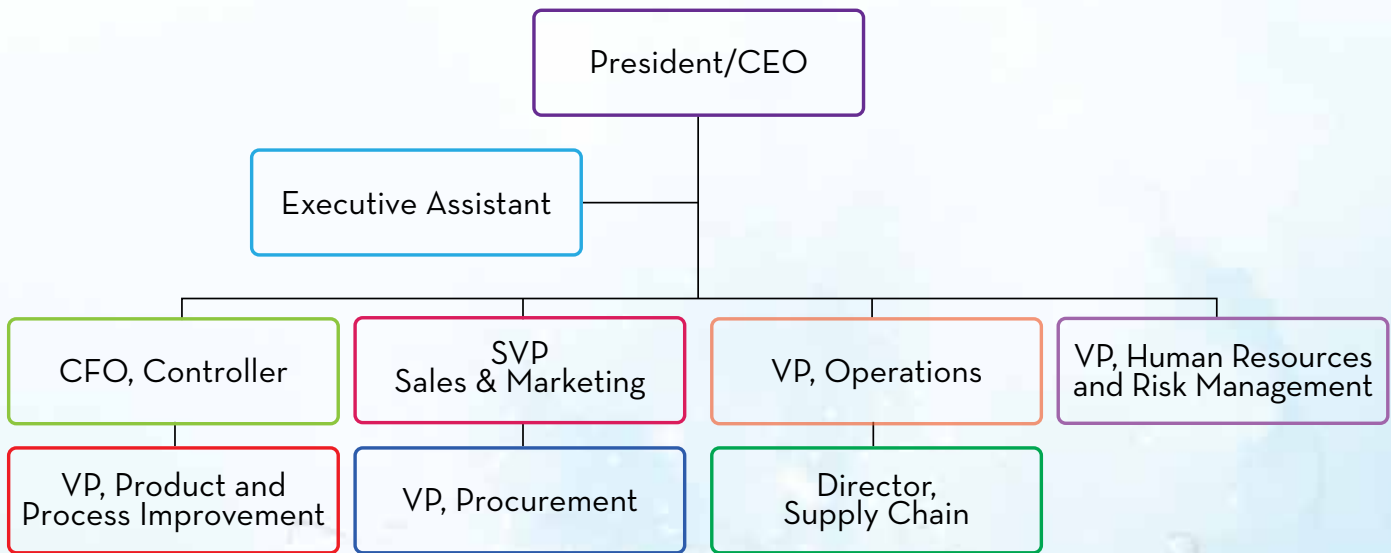 President/CEO
Executive Assistant
CFO, Controller
SVP
Sales & Marketing
VP, Operations
VP, Human Resources
and Risk Management
VP, Product and
Process Improvement
VP, Procurement
Director,
Supply Chain